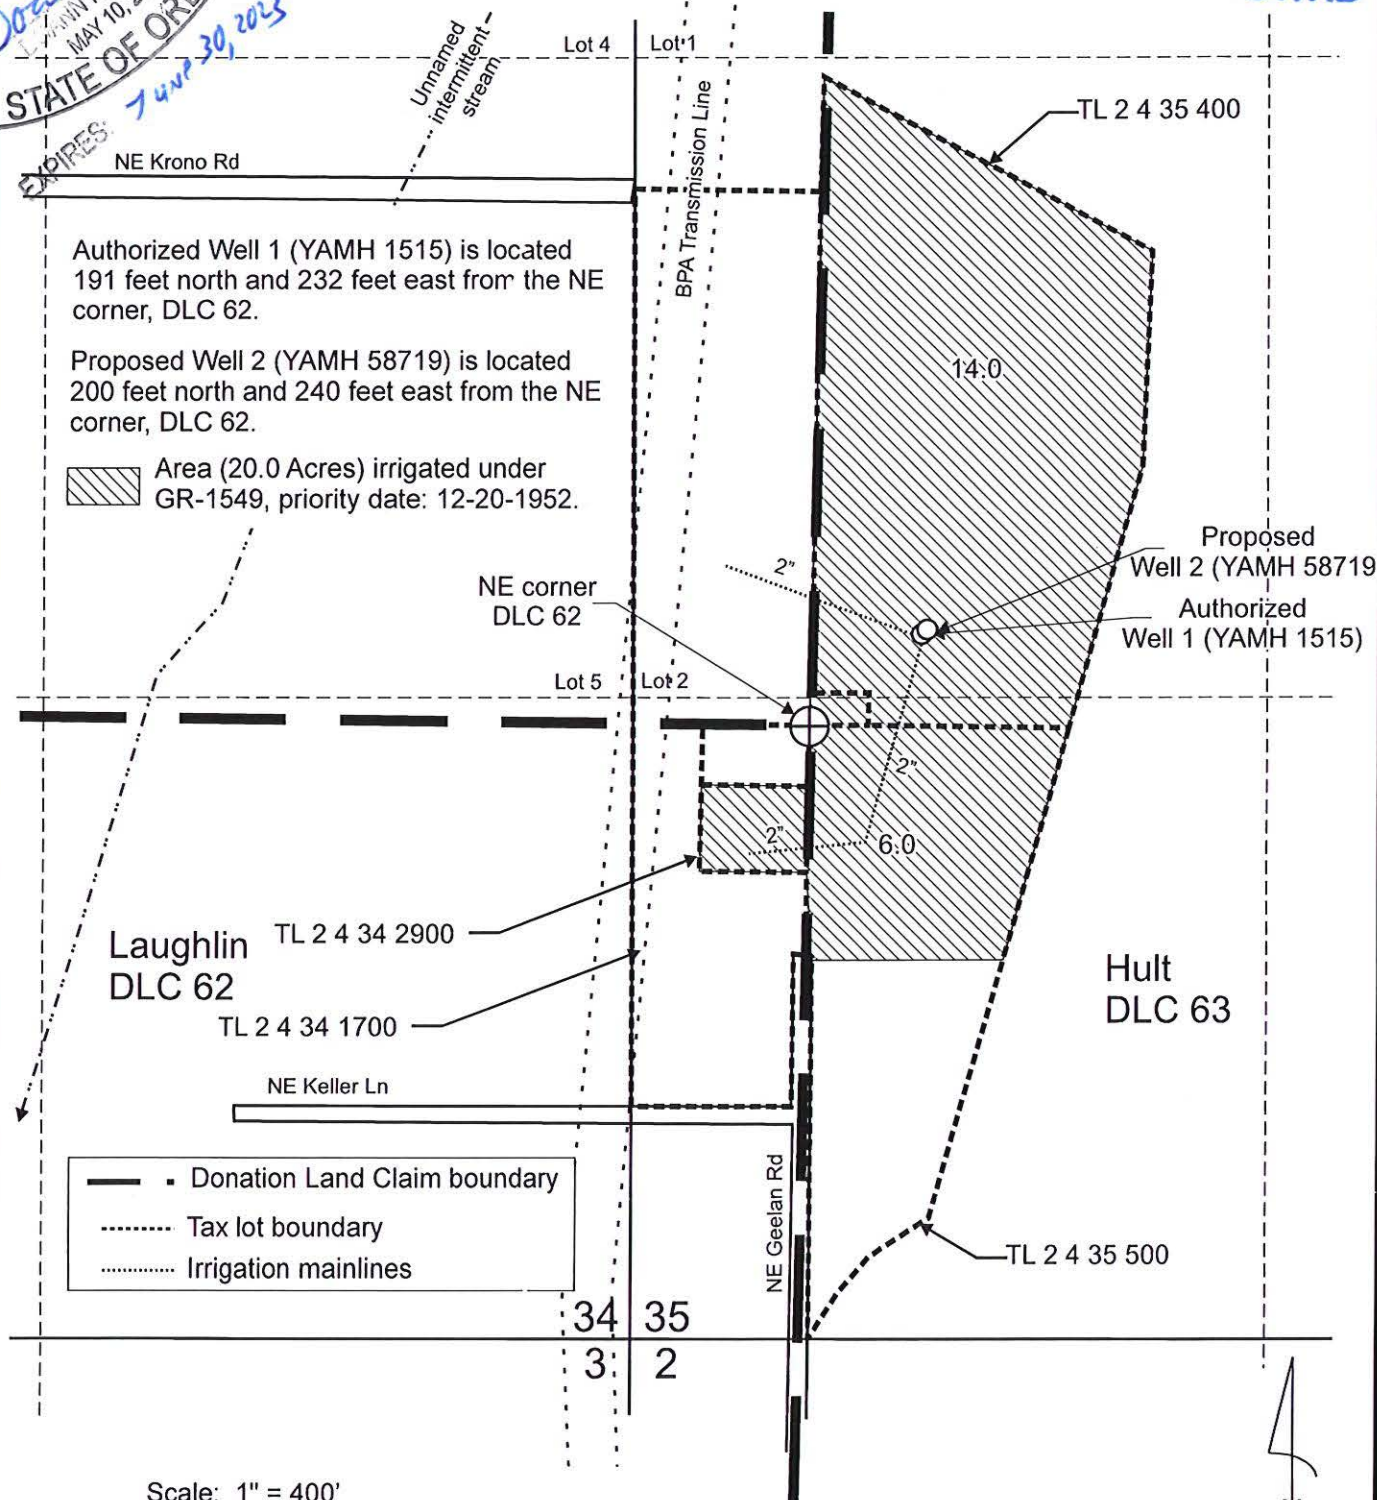 MAY 10,
STATE OF OR
EXPIRES: June 30, 2025
Unnamed
intermittent
stream
Lot 4
Lot 1
BPA Transmission Line
TL 2 4 35 400
NE Krono Rd
Authorized Well 1 (YAMH 1515) is located
191 feet north and 232 feet east from the NE
corner, DLC 62.
Proposed Well 2 (YAMH 58719) is located
200 feet north and 240 feet east from the NE
corner, DLC 62.
Area (20.0 Acres) irrigated under
GR-1549, priority date: 12-20-1952.
14.0
Proposed
Well 2 (YAMH 58719
Authorized
Well 1 (YAMH 1515)
2"
NE corner
DLC 62
Lot 5
Lot 2
2"
2"
6.0
TL 2 4 34 2900
Laughlin
DLC 62
TL 2 4 34 1700
Hult
DLC 63
NE Keller Ln
Donation Land Claim boundary
Tax lot boundary
Irrigation mainlines
NE Geelan Rd
TL 2 4 35 500
34
35
3
2
Scale: 1" = 400'